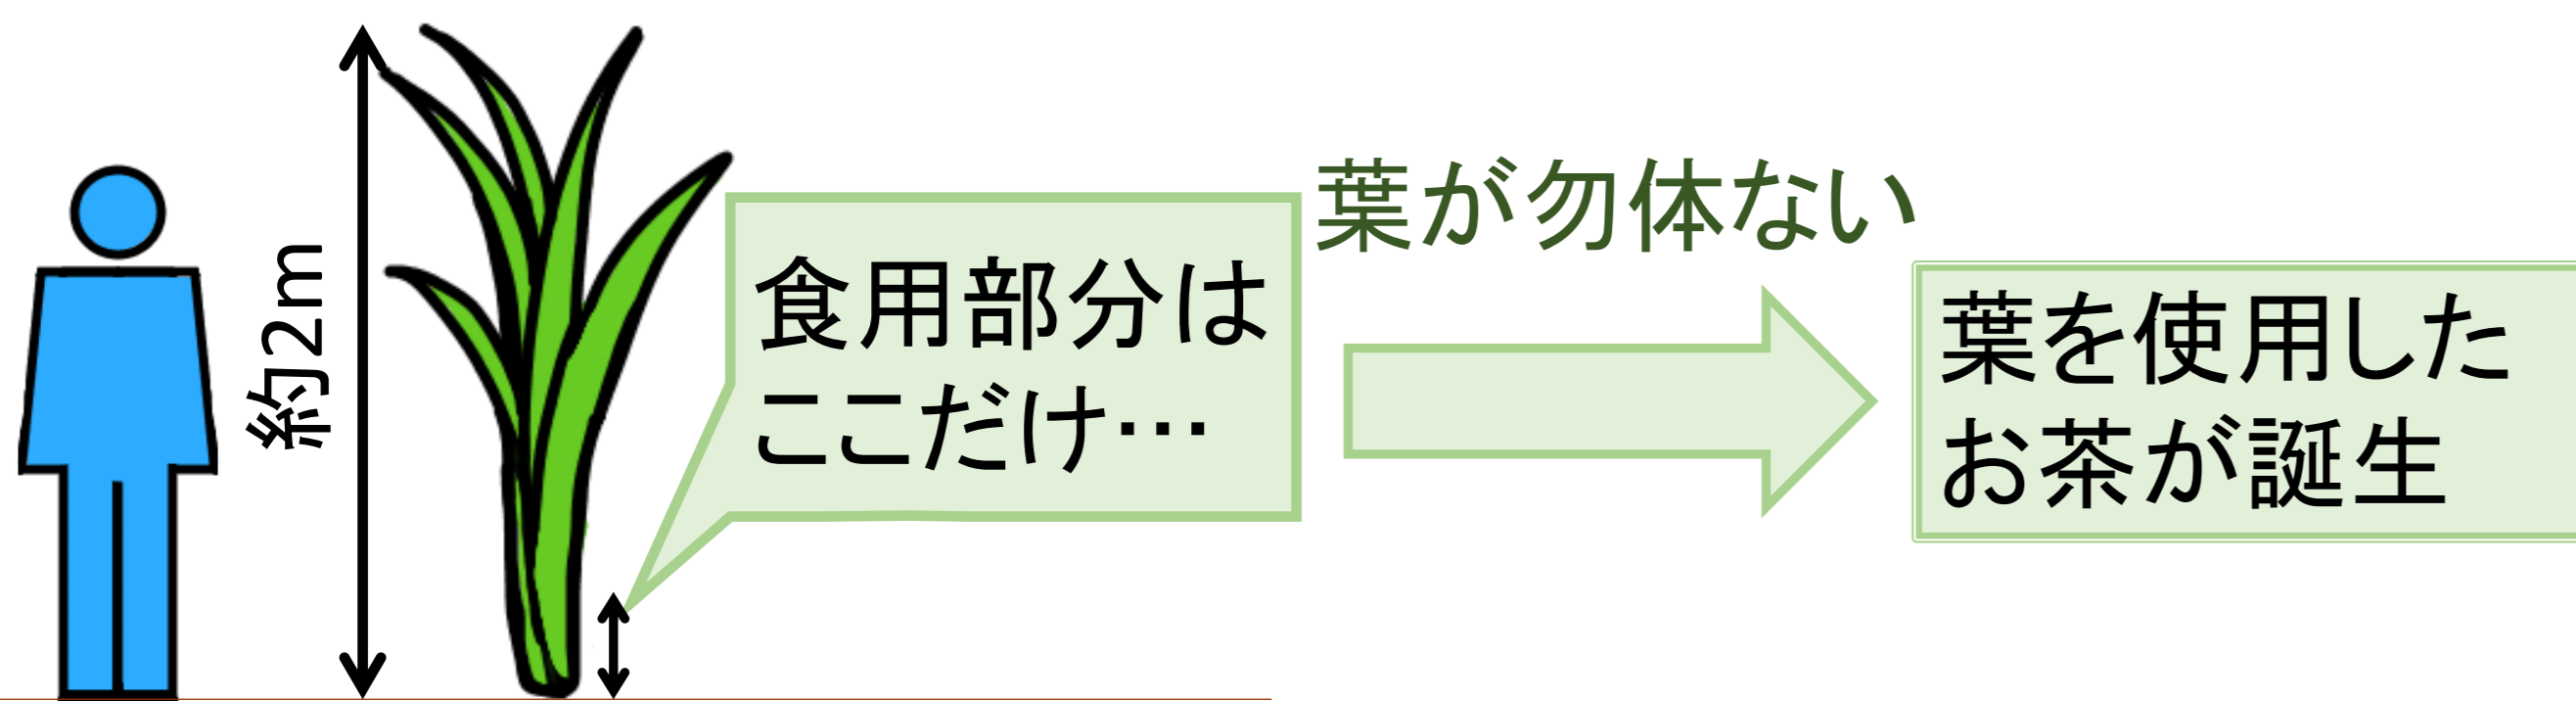 約2m
食用部分は
ここだけ…
葉が勿体ない
葉を使用した
お茶が誕生